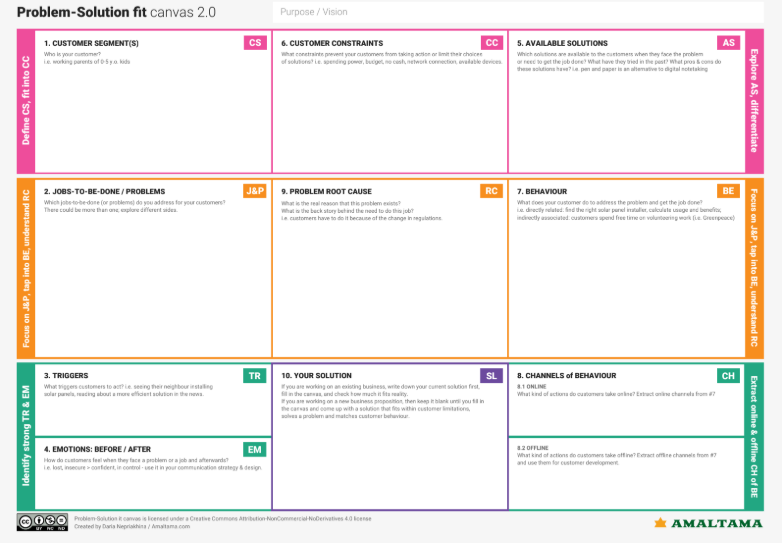 Problem-Solution fit canvas 2.0
Purpose / Vision
Define CS, fit into CC
1. CUSTOMER SEGMENT(S)
CS
Who is your customer?
i.e. working parents of 0-5 y.o. kids
6. CUSTOMER CONSTRAINTS
CC
What constraints prevent your customers from taking action or limit their choices
of solutions? i.e. spending power, budget, no cash, network connection, available devices.
5. AVAILABLE SOLUTIONS
AS
Which solutions are available to the customers when they face the problem
or need to get the job done? What have they tried in the past? What pros & cons do
these solutions have? i.e. pen and paper is an alternative to digital notetaking
Explore AS, differentiate
Focus on J&P, tap into BE, understand RC
2. JOBS-TO-BE-DONE / PROBLEMS
J&P
Which jobs-to-be-done (or problems) do you address for your customers?
There could be more than one; explore different sides.
9. PROBLEM ROOT CAUSE
RC
What is the real reason that this problem exists?
What is the back story behind the need to do this job?
i.e. customers have to do it because of the change in regulations.
7. BEHAVIOUR
BE
What does your customer do to address the problem and get the job done?
i.e. directly related: find the right solar panel installer, calculate usage and benefits;
indirectly associated: customers spend free time on volunteering work (i.e. Greenpeace)
Focus on J&P, tap into BE, understand RC
Identify strong TR & EM
3. TRIGGERS
TR
What triggers customers to act? i.e. seeing their neighbour installing
solar panels, reading about a more efficient solution in the news.
4. EMOTIONS: BEFORE / AFTER
EM
How do customers feel when they face a problem or a job and afterwards?
i.e. lost, insecure > confident, in control - use it in your communication strategy & design.
10. YOUR SOLUTION
SL
If you are working on an existing business, write down your current solution first,
fill in the canvas, and check how much it fits reality.
If you are working on a new business proposition, then keep it blank until you fill in
the canvas and come up with a solution that fits within customer limitations,
solves a problem and matches customer behaviour.
8. CHANNELS of BEHAVIOUR
CH
8.1 ONLINE
What kind of actions do customers take online? Extract online channels from #7
8.2 OFFLINE
What kind of actions do customers take offline? Extract offline channels from #7
and use them for customer development.
Extract online & offline CH of BE
cc
BY NC ND
Problem-Solution fit canvas is licensed under a Creative Commons Attribution-NonCommercial-NoDerivatives 4.0 license
Created by Daria Nepriakhina / Amaltama.com
AMALTAMA